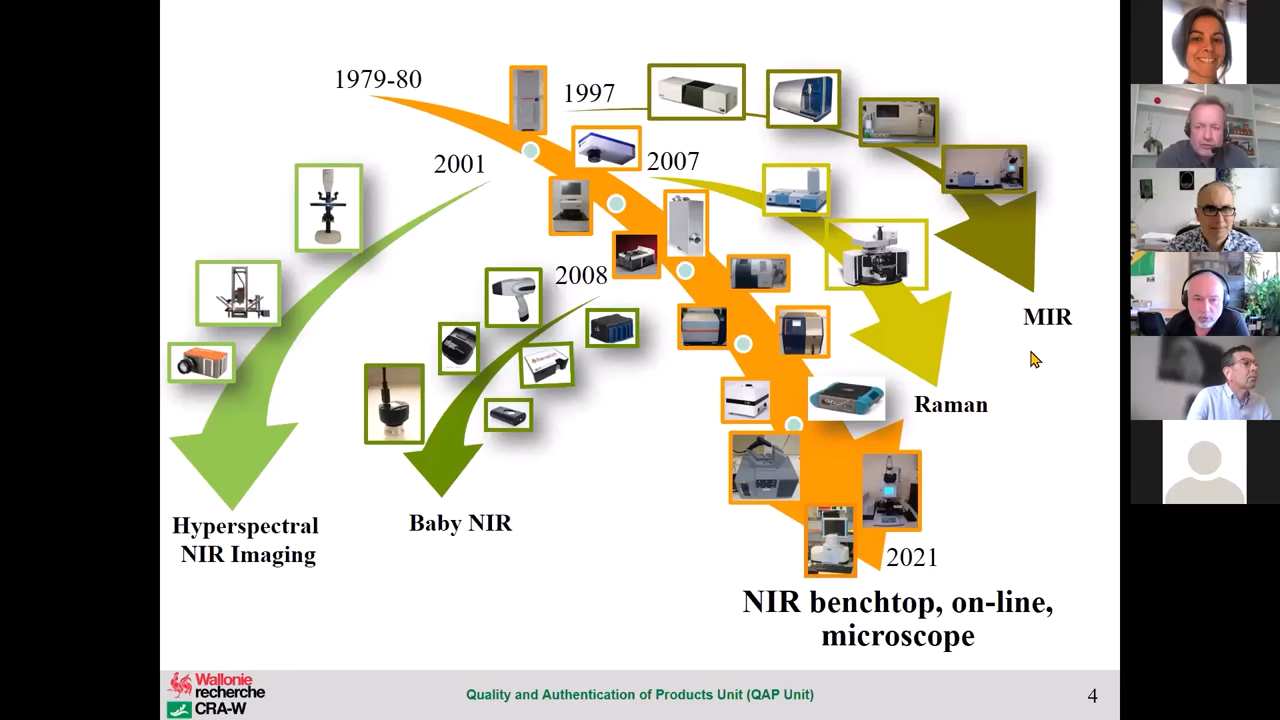 1979-80
1997
2001
2007
2008
MIR
Raman
Hyperspectral
NIR Imaging
Baby NIR
2021
NIR benchtop, on-line,
microscope
Wallonie
recherche
CRA-W
Quality and Authentication of Products Unit (QAP Unit)
4